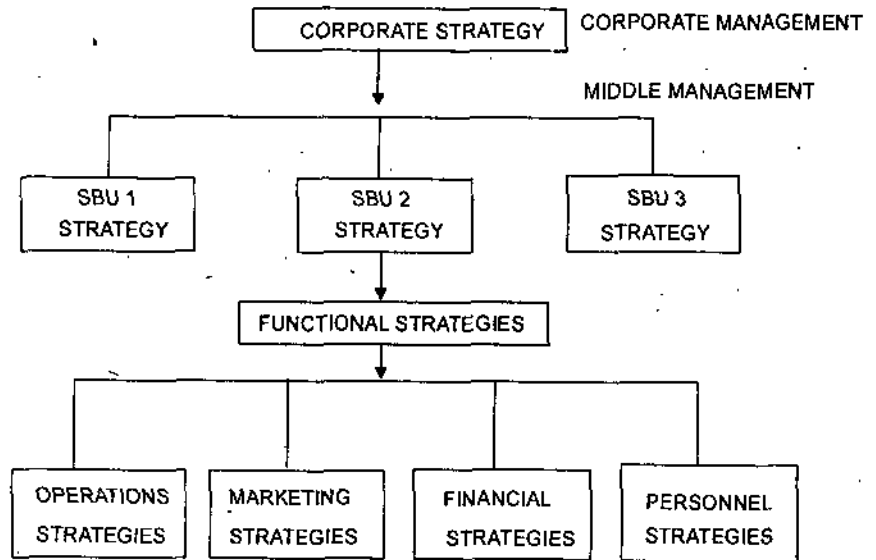 CORPORATE STRATEGY
CORPORATE MANAGEMENT
MIDDLE MANAGEMENT
SBU 1
STRATEGY
SBU 2
STRATEGY
SBU 3
STRATEGY
FUNCTIONAL STRATEGIES
OPERATIONS
STRATEGIES
MARKETING
STRATEGIES
FINANCIAL
STRATEGIES
PERSONNEL
STRATEGIES